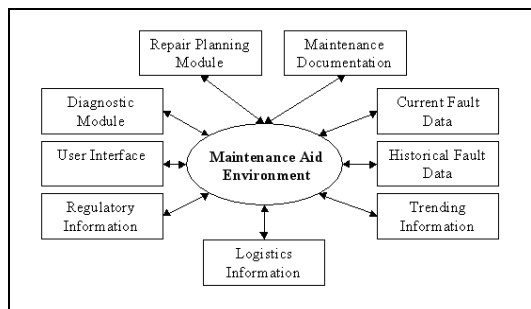 Repair Planning
Module
Maintenance
Documentation
Diagnostic
Module
Current Fault
Data
User Interface
Maintenance Aid
Environment
Historical Fault
Data
Regulatory
Information
Trending
Information
Logistics
Information